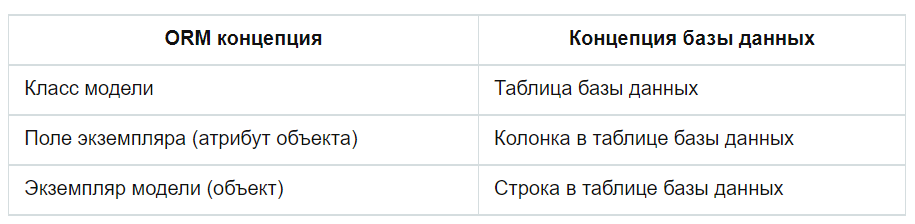 ORM концепция
Концепция базы данных
Класс модели
Таблица базы данных
Поле экземпляра (атрибут объекта)
Колонка в таблице базы данных
Экземпляр модели (объект)
Строка в таблице базы данных